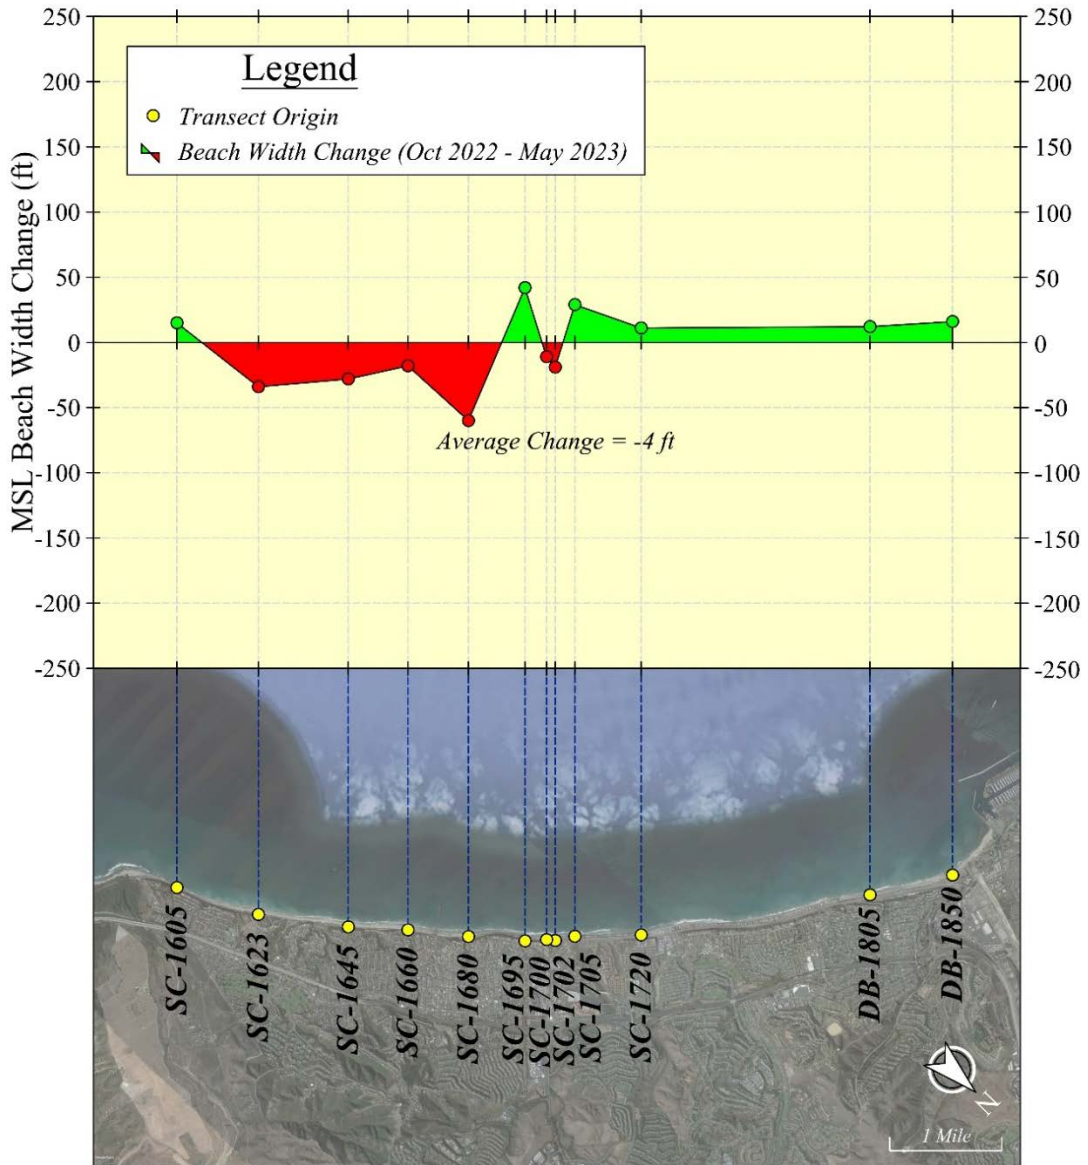 250
200
150
100
50
0
-50
-100
-150
-200
-250
MSL Beach Width Change (ft)
Legend
Transect Origin
Beach Width Change (Oct 2022 - May 2023)
Average Change = -4 ft
250
200
150
100
50
0
-50
-100
-150
-200
-250
SC-1605
SC-1623
SC-1645
SC-1660
SC-1680
SC-1695
SC-1700
SC-1702
SC-1705
SC-1720
DB-1805
DB-1850
N
1 Mile